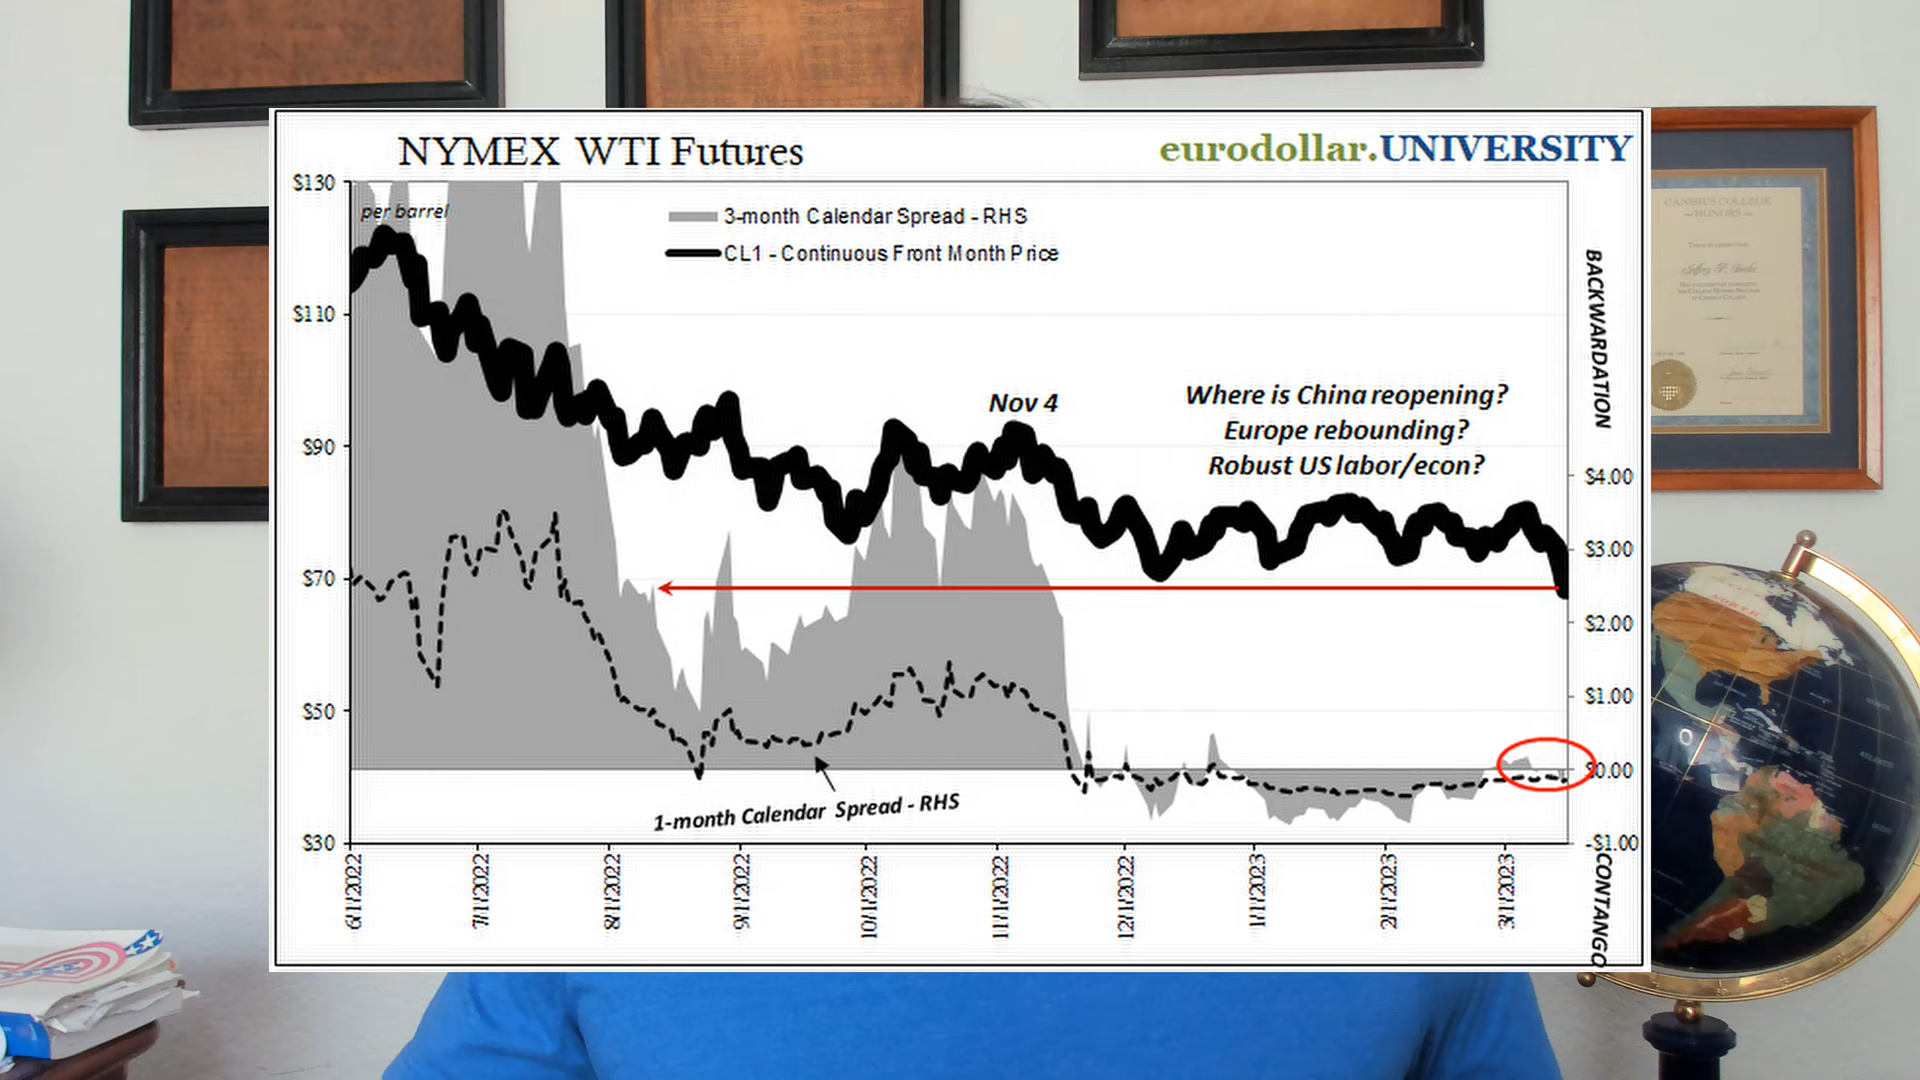 NYMEX WTI Futures
eurodollar.UNIVERSITY
per barrel
3-month Calendar Spread - RHS
CL1 - Continuous Front Month Price
$130
$110
$90
$70
$50
$30
Nov 4
Where is China reopening?
Europe rebounding?
Robust US labor/econ?
1-month Calendar Spread - RHS
BACKWARDATION
$4.00
$3.00
$2.00
$1.00
$0.00
-$1.00
CONTANGO
6/1/2022
7/1/2022
8/1/2022
9/1/2022
10/1/2022
11/1/2022
12/1/2022
1/1/2023
2/1/2023
3/1/2023
CANISIUS COLLEGE
HONORS
NORTH